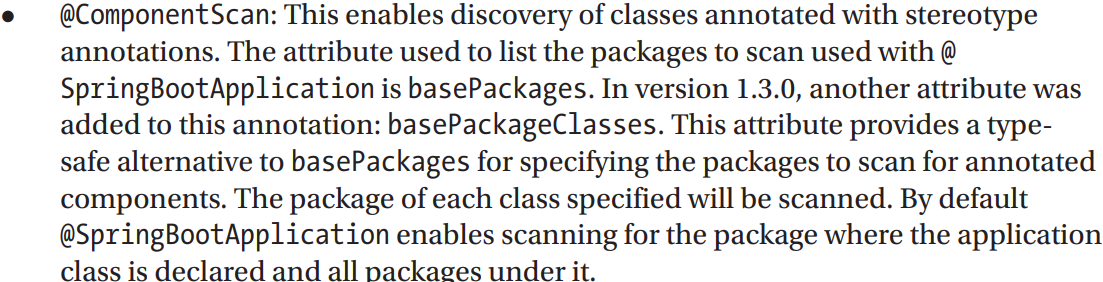 • @ComponentScan: This enables discovery of classes annotated with stereotype
annotations. The attribute used to list the packages to scan used with @
SpringBootApplication is basePackages. In version 1.3.0, another attribute was
added to this annotation: basePackageClasses. This attribute provides a type-
safe alternative to basePackages for specifying the packages to scan for annotated
components. The package of each class specified will be scanned. By default
@SpringBootApplication enables scanning for the package where the application
class is declared and all packages under it.